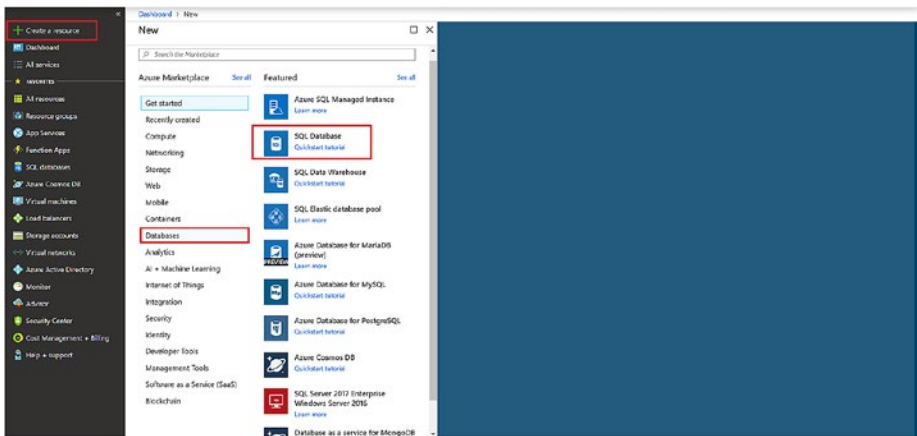 Dashboard > New
Create a resource
Dashboard
All services
FAVORITES
All resources
Resource groups
App Services
Function Apps
SQL databases
Azure Cosmos DB
Virtual machines
Load balancers
Storage accounts
Virtual networks
Azure Active Directory
Monitor
Advisor
Security Center
Cost Management + Billing
Help + support
New
Search the Marketplace
Azure Marketplace See all
Get started
Recently created
Compute
Networking
Storage
Web
Mobile
Containers
Databases
Analytics
AI + Machine Learning
Internet of Things
Integration
Security
Identity
Developer Tools
Management Tools
Software as a Service (SaaS)
Blockchain
Featured See all
Azure SQL Managed Instance
Learn more
SQL Database
Quickstart tutorial
SQL Data Warehouse
Quickstart tutorial
SQL Elastic database pool
Learn more
PREVIEW
Azure Database for MariaDB
(preview)
Learn more
Azure Database for MySQL
Quickstart tutorial
Azure Database for PostgreSQL
Quickstart tutorial
Azure Cosmos DB
Quickstart tutorial
SQL Server 2017 Enterprise
Windows Server 2016
Learn more
Database as a service for MongoDB